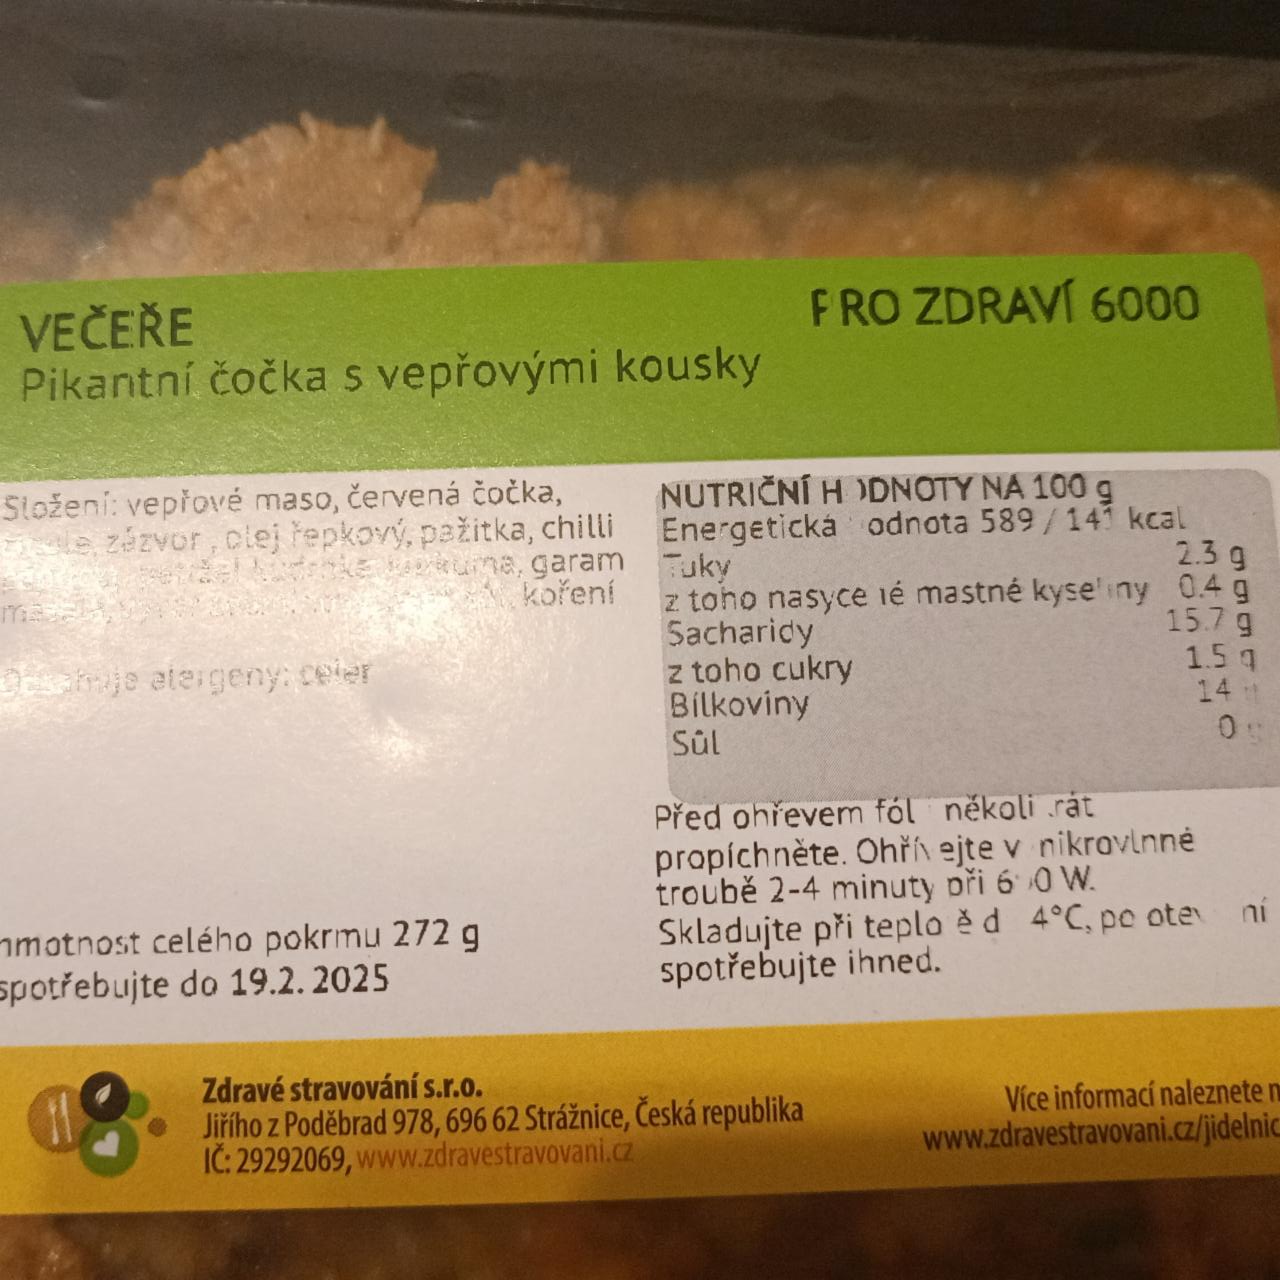 VEČEŘE
PRO ZDRAVÍ 6000
Pikantní čočka s vepřovými kousky
Složení: vepřové maso, červená čočka,
zázvor, olej řepkový, pažitka, chilli
garam
koření
Obsahuje alergeny: celer
hmotnost celého pokrmu 272 g
spotřebujte do 19.2. 2025
NUTRIČNÍ HODNOTY NA 100 g
Energetická hodnota 589 / 141 kcal
Tuky 2.3 g
z toho nasycené mastné kyseliny 0.4 g
Sacharidy 15.7 g
z toho cukry 1.5 g
Bílkoviny 14 g
Sůl 0 g
Před ohřevem fólii několikrát
propíchněte. Ohřívejte v mikrovlnné
troubě 2-4 minuty při 600 W.
Skladujte při teplotě do 4°C, po otevření
spotřebujte ihned.
Zdravé stravování s.r.o.
Jiřího z Poděbrad 978, 696 62 Strážnice, Česká republika
IČ: 29292069, www.zdravestravovani.cz
Více informací naleznete n
www.zdravestravovani.cz/jidelnic